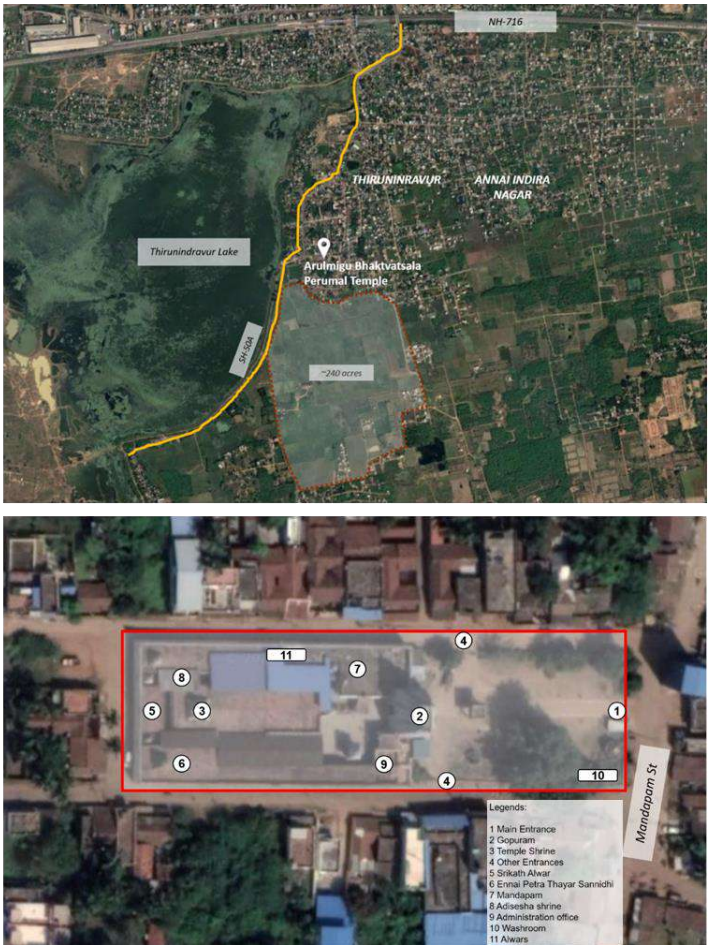 NH-716
THIRUNINRAVUR
ANNAI INDIRA
NAGAR
Thirunindravur Lake
Arulmigu Bhaktvatsala
Perumal Temple
SH-50A
~240 acres
4
11
7
8
5
3
2
1
6
9
4
10
Mandapam St
Legends:
1 Main Entrance
2 Gopuram
3 Temple Shrine
4 Other Entrances
5 Srikath Alwar
6 Ennai Petra Thayar Sannidhi
7 Mandapam
8 Adisesha shrine
9 Administration office
10 Washroom
11 Alwars